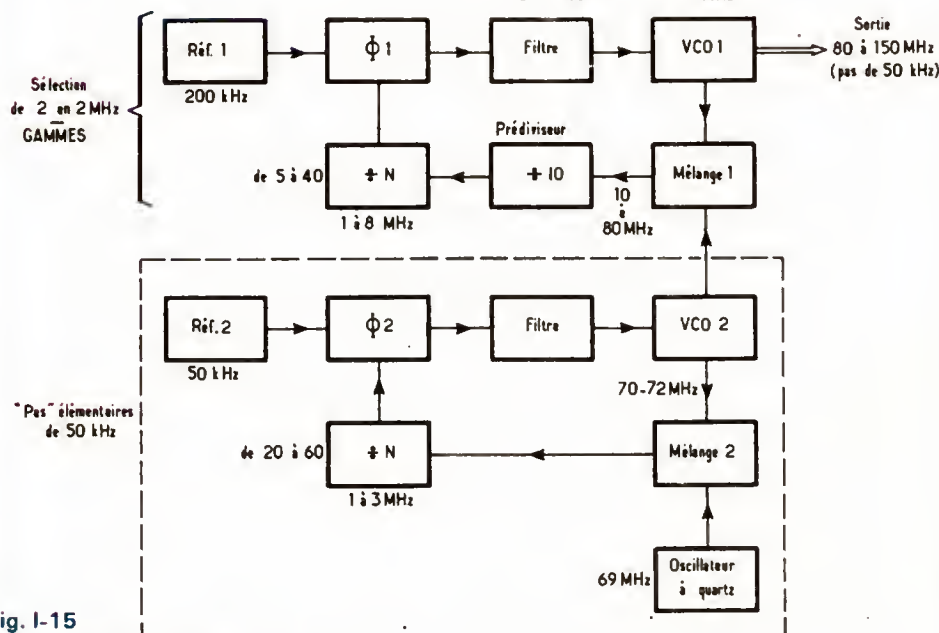 Sélection
de 2 en 2 MHz
GAMMES
Réf. 1
200 kHz
Φ1
Filtre
VCO 1
Sortie
80 à 150 MHz
(pas de 50 kHz)
de 5 à 40
÷ N
1 à 8 MHz
Prédiviseur
÷ 10
10
à
80 MHz
Mélange 1
"Pas" élémentaires
de 50 kHz
Réf. 2
50 kHz
Φ2
Filtre
VCO 2
70-72 MHz
de 20 à 60
÷ N
1 à 3 MHz
Mélange 2
69 MHz
Oscillateur
à quartz
ig. I-15